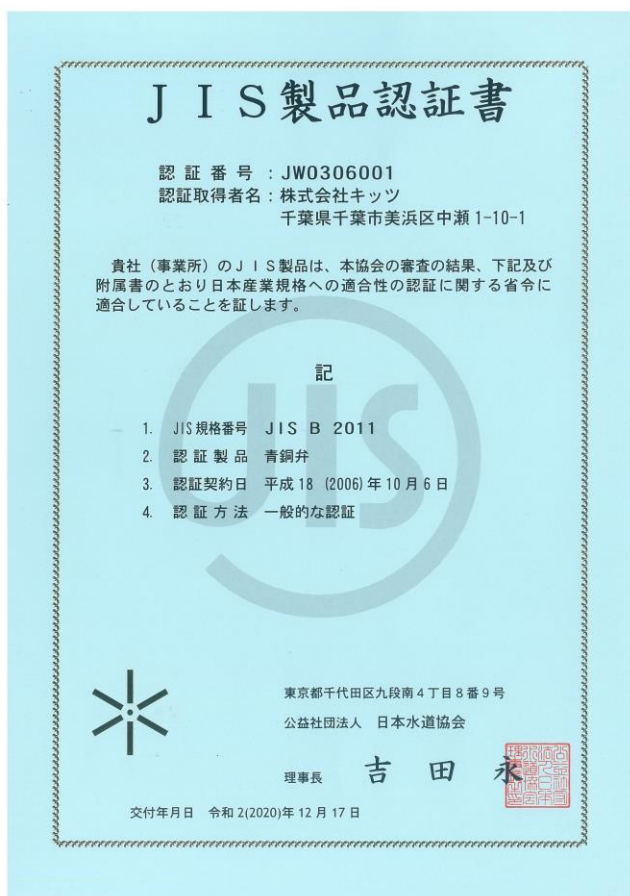 JIS製品認証書
認証番号：JW0306001
認証取得者名：株式会社キッツ
千葉県千葉市美浜区中瀬1-10-1
貴社（事業所）のJIS製品は、本協会の審査の結果、下記及び
附属書のとおり日本産業規格への適合性の認証に関する省令に
適合していることを証します。
記
JIS
1. JIS規格番号 JIS B 2011
2. 認証製品 青銅弁
3. 認証契約日 平成18 (2006)年10月6日
4. 認証方法 一般的な認証
東京都千代田区九段南4丁目8番9号
公益社団法人 日本水道協会
理事長 吉田永
交付年月日 令和2(2020)年12月17日